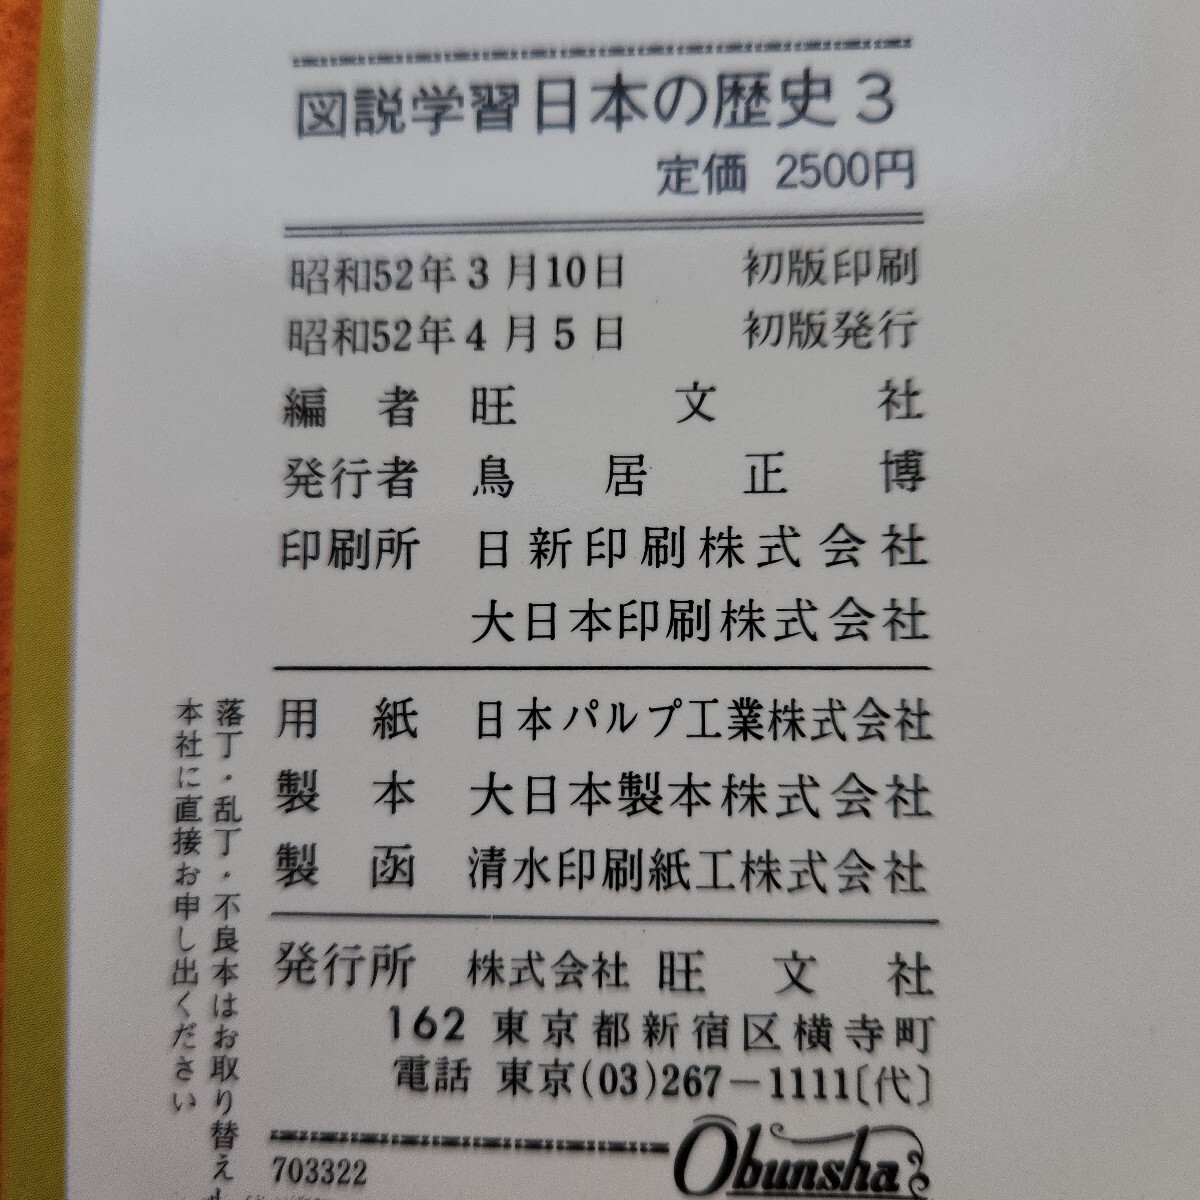 図説学習日本の歴史3
定価 2500円
昭和52年3月10日 初版印刷
昭和52年4月5日 初版発行
編者 旺文社
発行者 鳥居正博
印刷所 日新印刷株式会社
大日本印刷株式会社
用紙 日本パルプ工業株式会社
製本 大日本製本株式会社
製函 清水印刷紙工株式会社
発行所 株式会社 旺文社
162 東京都新宿区横寺町
電話 東京(03)267-1111〔代〕
Obunsha
703322
落丁・乱丁・不良本はお取り替え
本社に直接お申し出ください